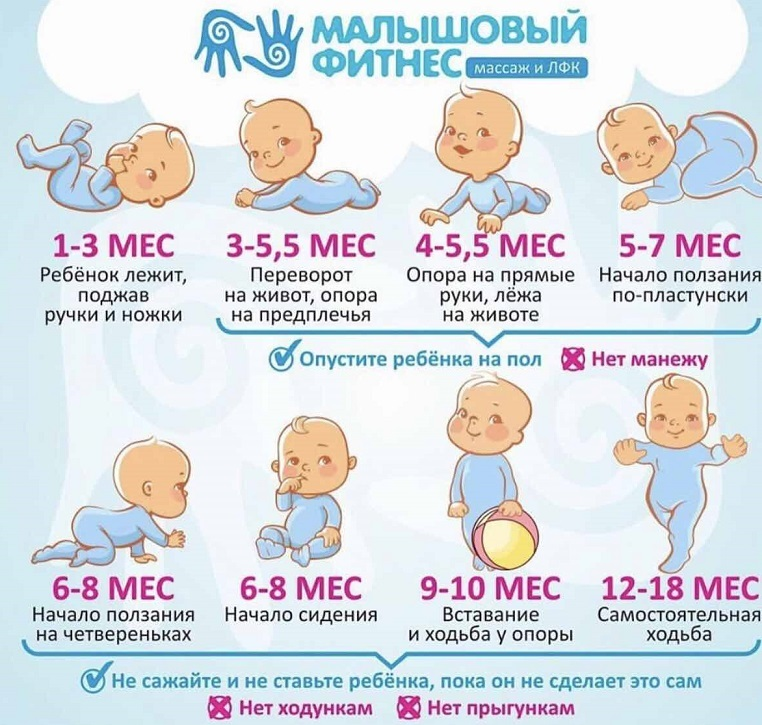 МАЛЫШОВЫЙ
ФИТНЕС массаж и ЛФК
1-3 МЕС
Ребёнок лежит,
поджав
ручки и ножки
3-5,5 МЕС
Переворот
на живот, опора
на предплечья
4-5,5 МЕС
Опора на прямые
руки, лёжа
на животе
5-7 МЕС
Начало ползания
по-пластунски
Опустите ребёнка на пол
Нет манежу
6-8 МЕС
Начало ползания
на четвереньках
6-8 МЕС
Начало сидения
9-10 МЕС
Вставание
и ходьба у опоры
12-18 МЕС
Самостоятельная
ходьба
Не сажайте и не ставьте ребёнка, пока он не сделает это сам
Нет ходункам
Нет прыгункам